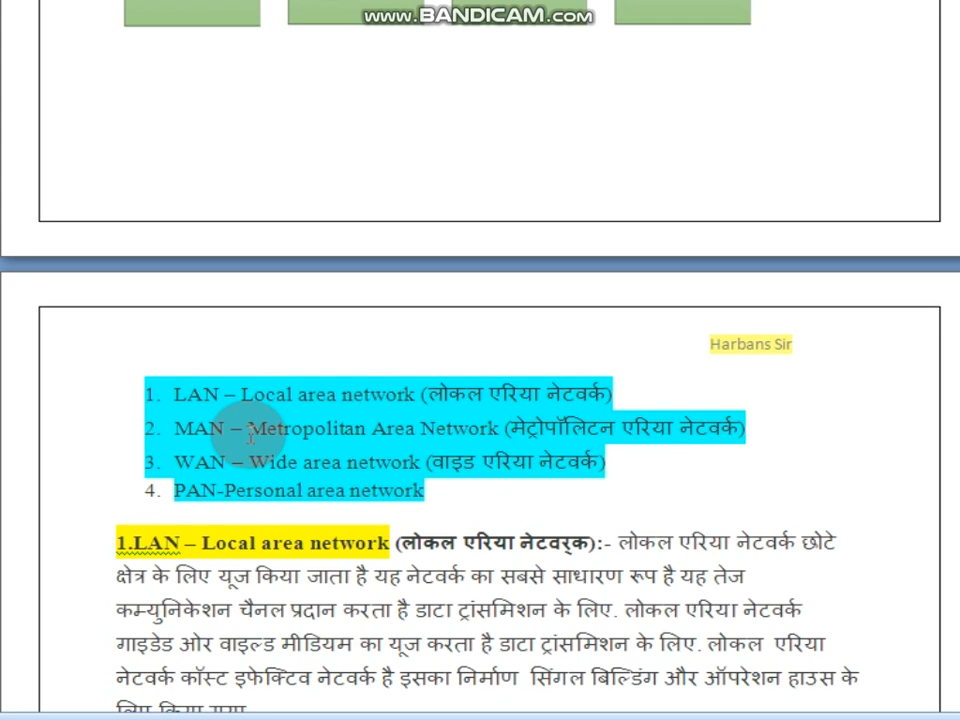 www.BANDICAM.com
Harbans Sir
1. LAN – Local area network (लोकल एरिया नेटवर्क)
2. MAN – Metropolitan Area Network (मेट्रोपॉलिटन एरिया नेटवर्क)
3. WAN – Wide area network (वाइड एरिया नेटवर्क)
4. PAN-Personal area network
1.LAN – Local area network (लोकल एरिया नेटवर्क):- लोकल एरिया नेटवर्क छोटे
क्षेत्र के लिए यूज किया जाता है यह नेटवर्क का सबसे साधारण रूप है यह तेज
कम्युनिकेशन चैनल प्रदान करता है डाटा ट्रांसमिशन के लिए. लोकल एरिया नेटवर्क
गाइडेड ओर वाइल्ड मीडियम का यूज करता है डाटा ट्रांसमिशन के लिए. लोकल एरिया
नेटवर्क कॉस्ट इफेक्टिव नेटवर्क है इसका निर्माण सिंगल बिल्डिंग और ऑपरेशन हाउस के
लिए किया गया